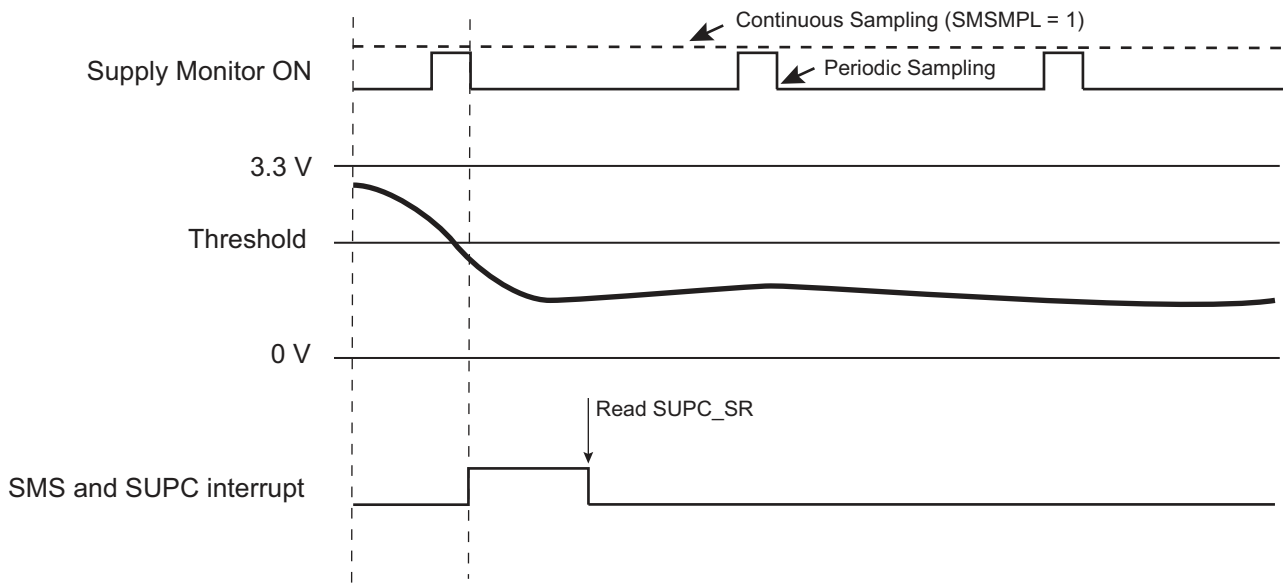 Continuous Sampling (SMSMPL = 1)
Supply Monitor ON
Periodic Sampling
3.3 V
Threshold
0 V
Read SUPC_SR
SMS and SUPC interrupt